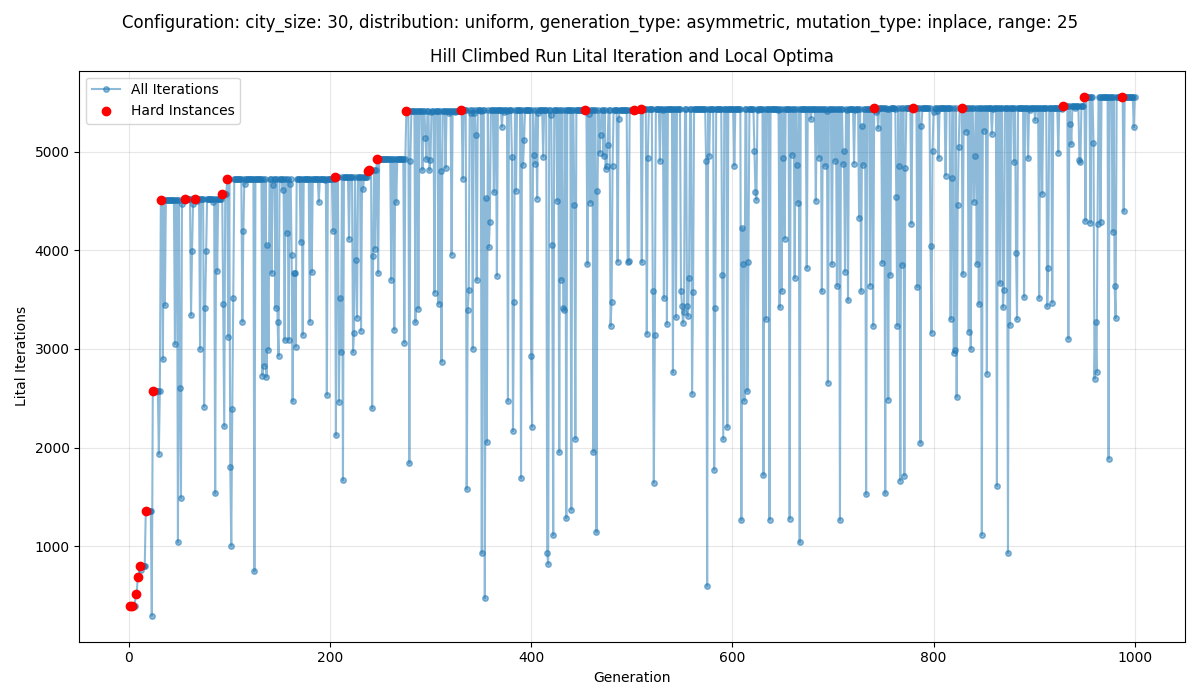 Configuration: city_size: 30, distribution: uniform, generation_type: asymmetric, mutation_type: inplace, range: 25
Hill Climbed Run Lital Iteration and Local Optima
All Iterations
Hard Instances
5000
4000
3000
2000
1000
Lital Iterations
0
200
400
600
800
1000
Generation